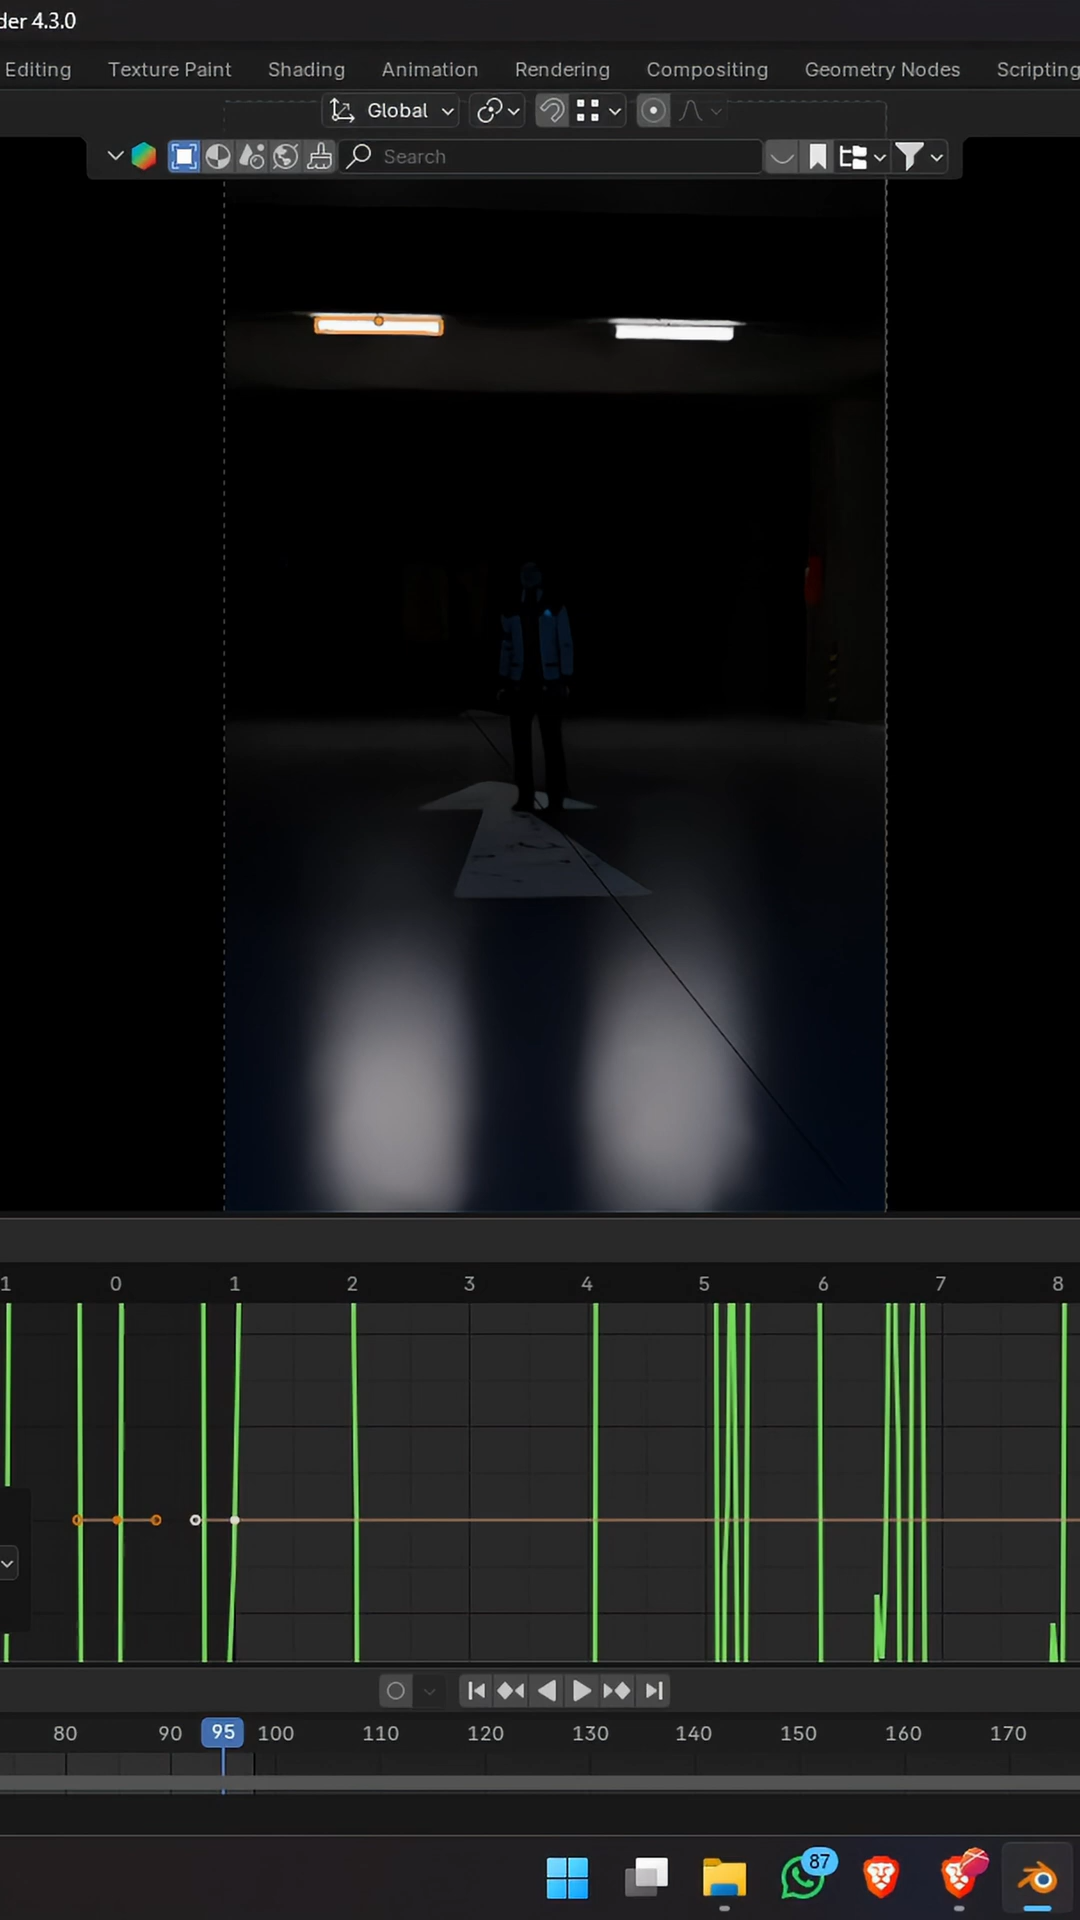 der 4.3.0
Editing Texture Paint Shading Animation Rendering Compositing Geometry Nodes Scripting
Global
Search
1 0 1 2 3 4 5 6 7 8
80 90 95 100 110 120 130 140 150 160 170
87